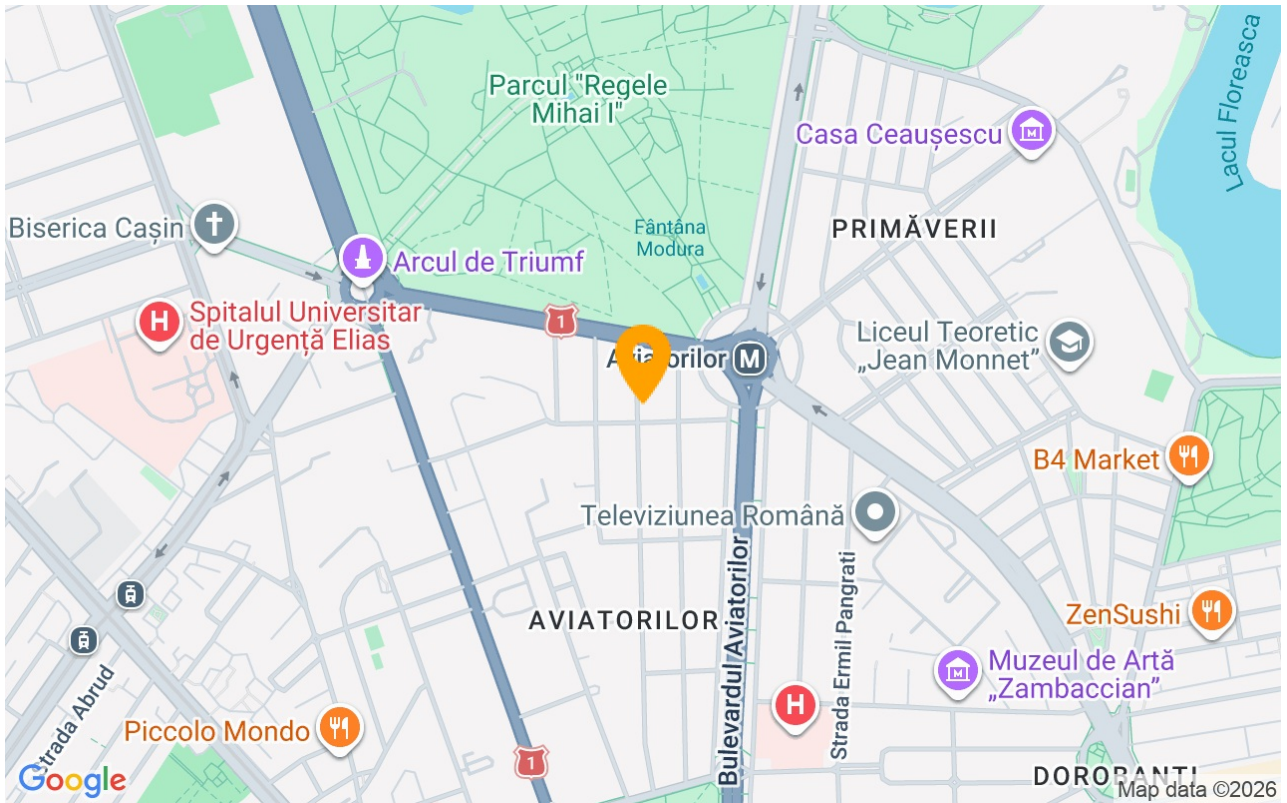 Parcul "Regele
Mihai I"
Casa Ceaușescu
Lacul Floreasca
Biserica Cașin
Fântâna
Modura
PRIMĂVERII
Arcul de Triumf
H
Spitalul Universitar
de Urgență Elias
1
Aviatorilor
M
Liceul Teoretic
„Jean Monnet”
B4 Market
Televiziunea Română
Bulevardul Aviatorilor
Strada Ermil Pangrati
AVIATORILOR
ZenSushi
Muzeul de Artă
„Zambaccian”
H
Strada Abrud
Piccolo Mondo
1
DOROBANȚI
Google
Map data ©2026